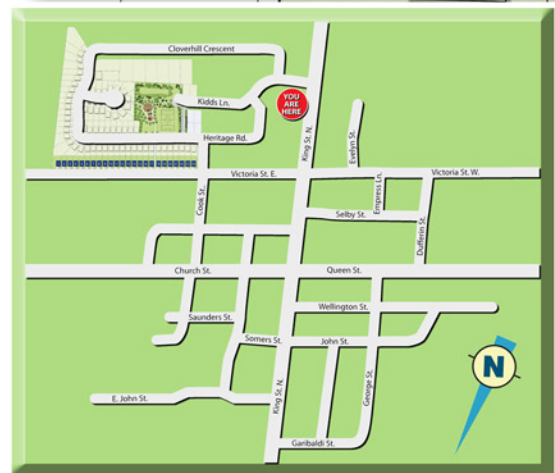 Cloverhill Crescent
YOU
ARE
HERE
Kidds Ln.
King St. N.
Evelyn St.
Heritage Rd.
Victoria St. E.
Victoria St. W.
Cook St.
Empress Ln.
Selby St.
Dufferin St.
Church St.
Queen St.
Wellington St.
Saunders St.
Somers St.
John St.
George St.
King St. N.
E. John St.
Garibaldi St.
N